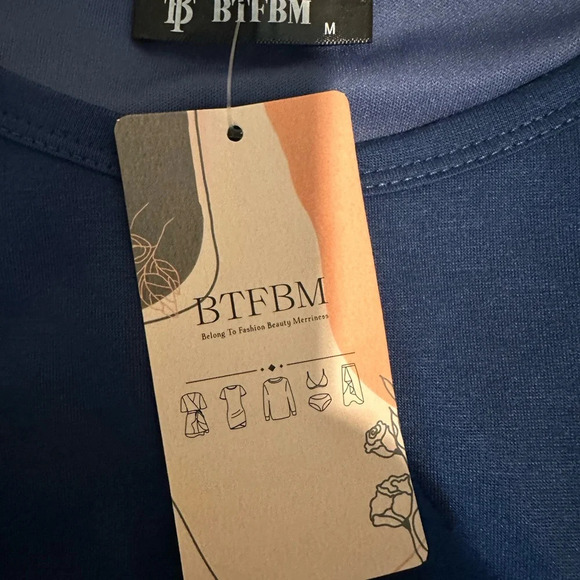 BTFBM
M
BTFBM
Belong To Fashion Beauty Merriness